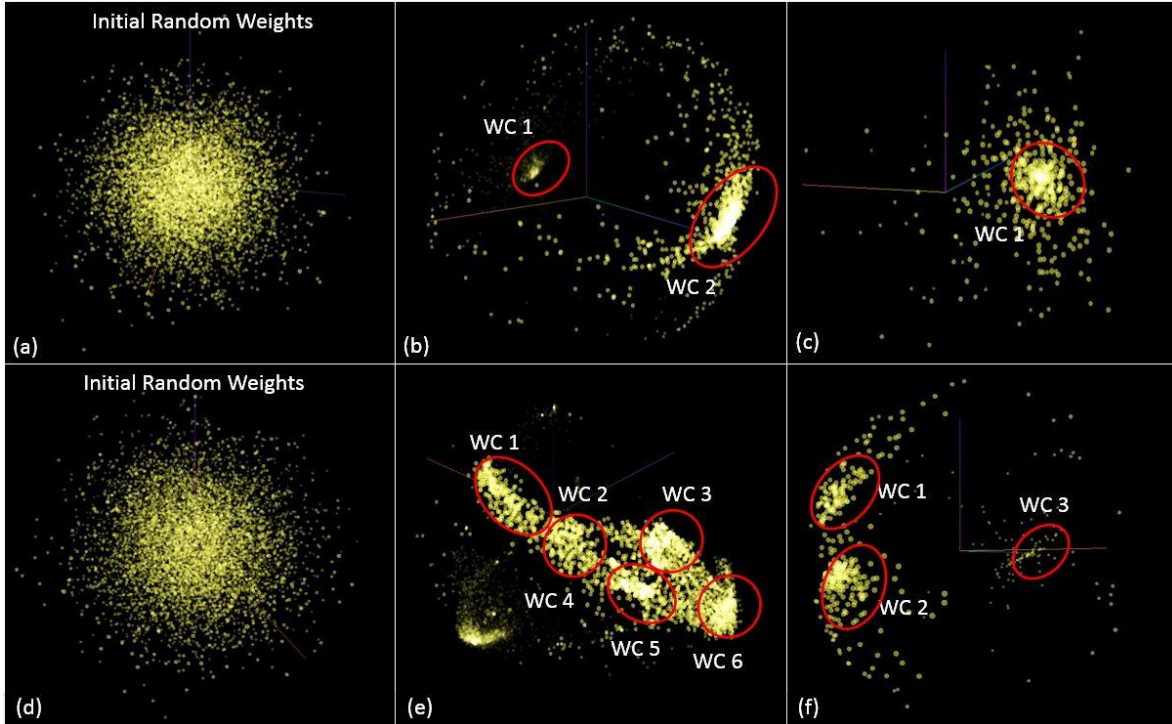 Initial Random Weights
(a)
WC 1
WC 2
(b)
WC 1
(c)
Initial Random Weights
(d)
WC 1
WC 2
WC 3
WC 4
WC 5
WC 6
(e)
WC 1
WC 3
WC 2
(f)